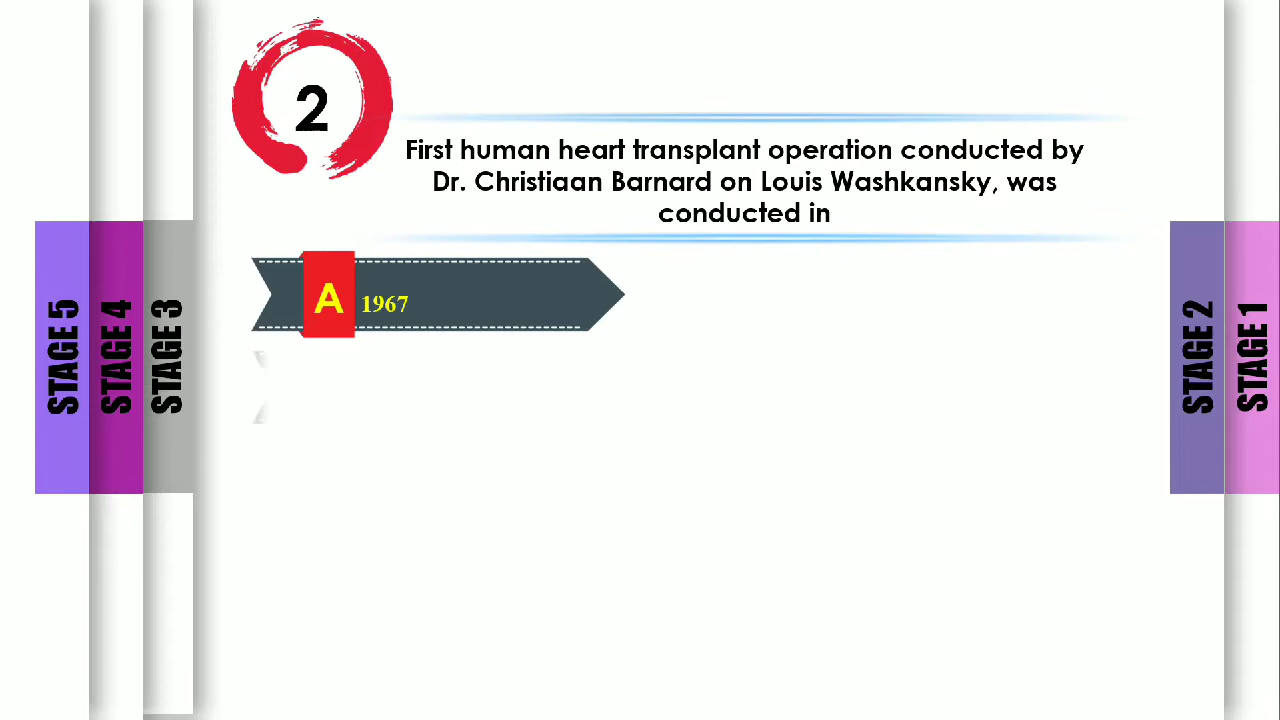 2
First human heart transplant operation conducted by
Dr. Christiaan Barnard on Louis Washkansky, was
conducted in
A 1967
STAGE 5
STAGE 4
STAGE 3
STAGE 2
STAGE 1